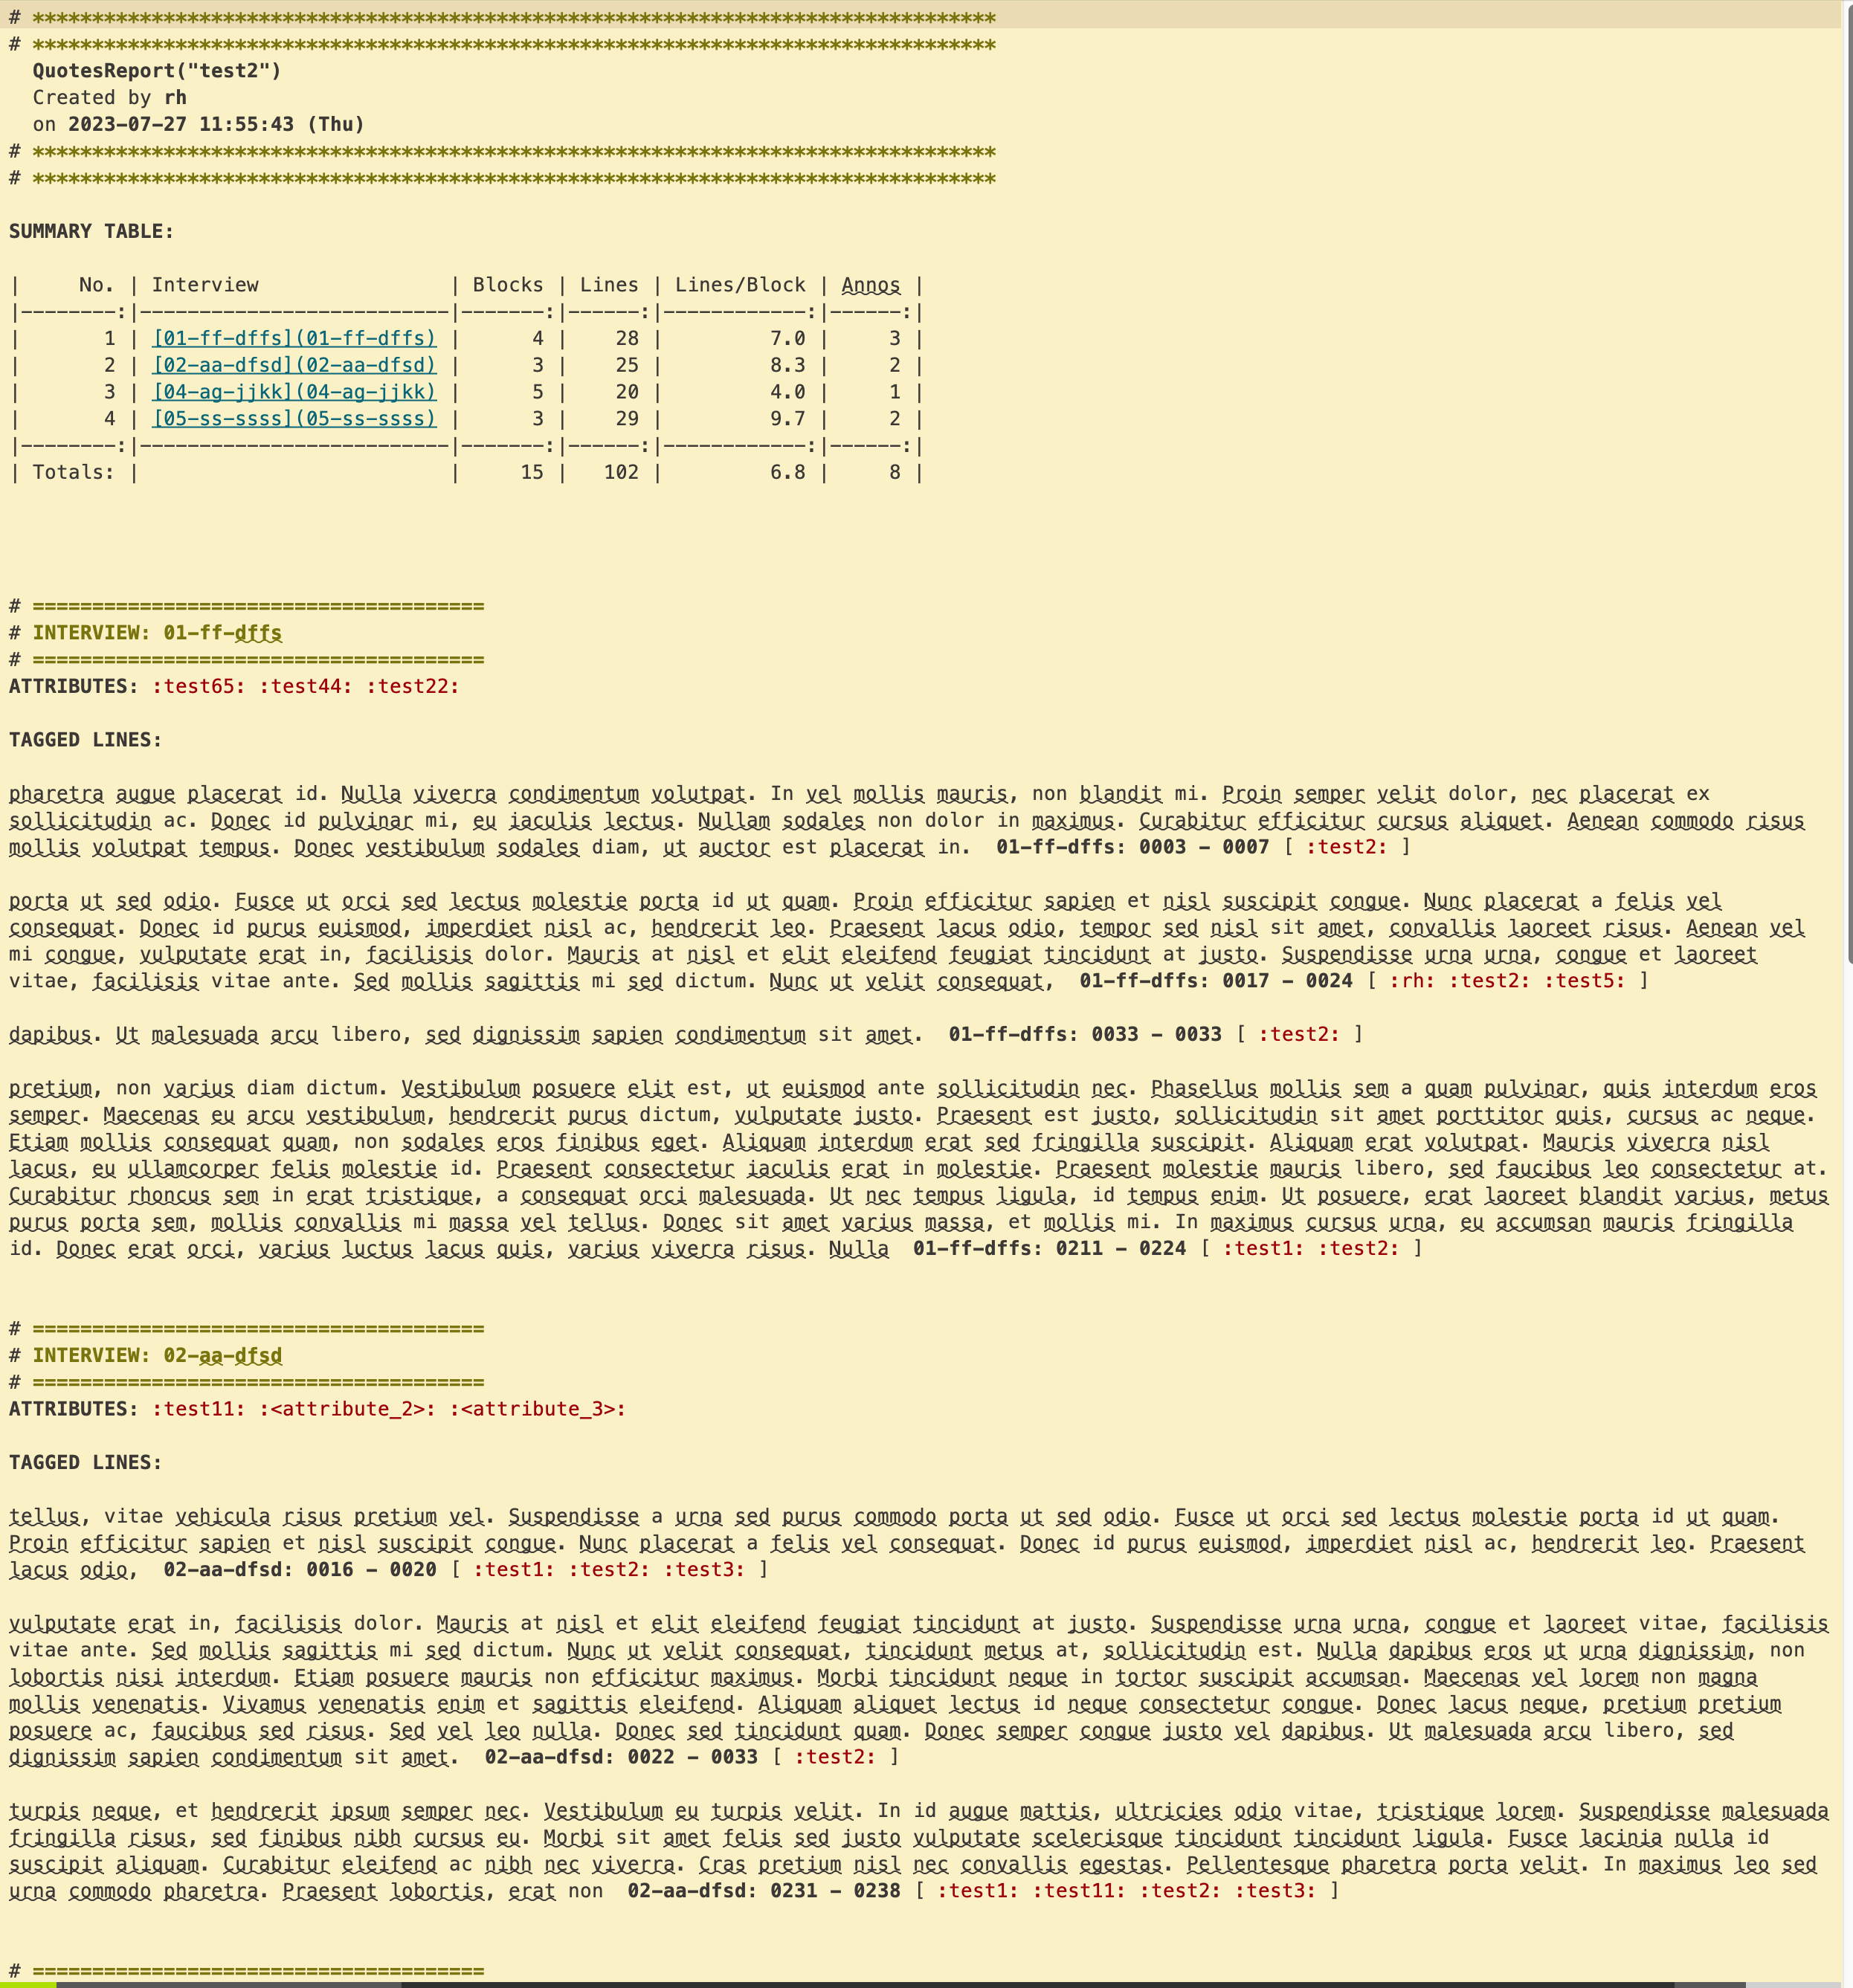 # *********************************************************************************
# *********************************************************************************
  QuotesReport("test2")
  Created by rh
  on 2023-07-27 11:55:43 (Thu)
# *********************************************************************************
# *********************************************************************************
SUMMARY TABLE:
|     No. | Interview                | Blocks | Lines | Lines/Block | Annos |
|--------:|--------------------------|-------:|------:|------------:|------:|
|       1 | [01-ff-dffs](01-ff-dffs) |      4 |    28 |         7.0 |     3 |
|       2 | [02-aa-dfsd](02-aa-dfsd) |      3 |    25 |         8.3 |     2 |
|       3 | [04-ag-jjkk](04-ag-jjkk) |      5 |    20 |         4.0 |     1 |
|       4 | [05-ss-ssss](05-ss-ssss) |      3 |    29 |         9.7 |     2 |
|--------:|--------------------------|-------:|------:|------------:|------:|
| Totals: |                          |     15 |   102 |         6.8 |     8 |
# ======================================
# INTERVIEW: 01-ff-dffs
# ======================================
ATTRIBUTES: :test65: :test44: :test22:
TAGGED LINES:
pharetra augue placerat id. Nulla viverra condimentum volutpat. In vel mollis mauris, non blandit mi. Proin semper velit dolor, nec placerat ex
sollicitudin ac. Donec id pulvinar mi, eu iaculis lectus. Nullam sodales non dolor in maximus. Curabitur efficitur cursus aliquet. Aenean commodo risus
mollis volutpat tempus. Donec vestibulum sodales diam, ut auctor est placerat in.  01-ff-dffs: 0003 - 0007 [ :test2: ]
porta ut sed odio. Fusce ut orci sed lectus molestie porta id ut quam. Proin efficitur sapien et nisl suscipit congue. Nunc placerat a felis vel
consequat. Donec id purus euismod, imperdiet nisl ac, hendrerit leo. Praesent lacus odio, tempor sed nisl sit amet, convallis laoreet risus. Aenean vel
mi congue, vulputate erat in, facilisis dolor. Mauris at nisl et elit eleifend feugiat tincidunt at justo. Suspendisse urna urna, congue et laoreet
vitae, facilisis vitae ante. Sed mollis sagittis mi sed dictum. Nunc ut velit consequat,  01-ff-dffs: 0017 - 0024 [ :rh: :test2: :test5: ]
dapibus. Ut malesuada arcu libero, sed dignissim sapien condimentum sit amet.  01-ff-dffs: 0033 - 0033 [ :test2: ]
pretium, non varius diam dictum. Vestibulum posuere elit est, ut euismod ante sollicitudin nec. Phasellus mollis sem a quam pulvinar, quis interdum eros
semper. Maecenas eu arcu vestibulum, hendrerit purus dictum, vulputate justo. Praesent est justo, sollicitudin sit amet porttitor quis, cursus ac neque.
Etiam mollis consequat quam, non sodales eros finibus eget. Aliquam interdum erat sed fringilla suscipit. Aliquam erat volutpat. Mauris viverra nisl
lacus, eu ullamcorper felis molestie id. Praesent consectetur iaculis erat in molestie. Praesent molestie mauris libero, sed faucibus leo consectetur at.
Curabitur rhoncus sem in erat tristique, a consequat orci malesuada. Ut nec tempus ligula, id tempus enim. Ut posuere, erat laoreet blandit varius, metus
purus porta sem, mollis convallis mi massa vel tellus. Donec sit amet varius massa, et mollis mi. In maximus cursus urna, eu accumsan mauris fringilla
id. Donec erat orci, varius luctus lacus quis, varius viverra risus. Nulla  01-ff-dffs: 0211 - 0224 [ :test1: :test2: ]
# ======================================
# INTERVIEW: 02-aa-dfsd
# ======================================
ATTRIBUTES: :test11: :<attribute_2>: :<attribute_3>:
TAGGED LINES:
tellus, vitae vehicula risus pretium vel. Suspendisse a urna sed purus commodo porta ut sed odio. Fusce ut orci sed lectus molestie porta id ut quam.
Proin efficitur sapien et nisl suscipit congue. Nunc placerat a felis vel consequat. Donec id purus euismod, imperdiet nisl ac, hendrerit leo. Praesent
lacus odio,  02-aa-dfsd: 0016 - 0020 [ :test1: :test2: :test3: ]
vulputate erat in, facilisis dolor. Mauris at nisl et elit eleifend feugiat tincidunt at justo. Suspendisse urna urna, congue et laoreet vitae, facilisis
vitae ante. Sed mollis sagittis mi sed dictum. Nunc ut velit consequat, tincidunt metus at, sollicitudin est. Nulla dapibus eros ut urna dignissim, non
lobortis nisi interdum. Etiam posuere mauris non efficitur maximus. Morbi tincidunt neque in tortor suscipit accumsan. Maecenas vel lorem non magna
mollis venenatis. Vivamus venenatis enim et sagittis eleifend. Aliquam aliquet lectus id neque consectetur congue. Donec lacus neque, pretium pretium
posuere ac, faucibus sed risus. Sed vel leo nulla. Donec sed tincidunt quam. Donec semper congue justo vel dapibus. Ut malesuada arcu libero, sed
dignissim sapien condimentum sit amet.  02-aa-dfsd: 0022 - 0033 [ :test2: ]
turpis neque, et hendrerit ipsum semper nec. Vestibulum eu turpis velit. In id augue mattis, ultricies odio vitae, tristique lorem. Suspendisse malesuada
fringilla risus, sed finibus nibh cursus eu. Morbi sit amet felis sed justo vulputate scelerisque tincidunt tincidunt ligula. Fusce lacinia nulla id
suscipit aliquam. Curabitur eleifend ac nibh nec viverra. Cras pretium nisl nec convallis egestas. Pellentesque pharetra porta velit. In maximus leo sed
urna commodo pharetra. Praesent lobortis, erat non  02-aa-dfsd: 0231 - 0238 [ :test1: :test11: :test2: :test3: ]
# ======================================